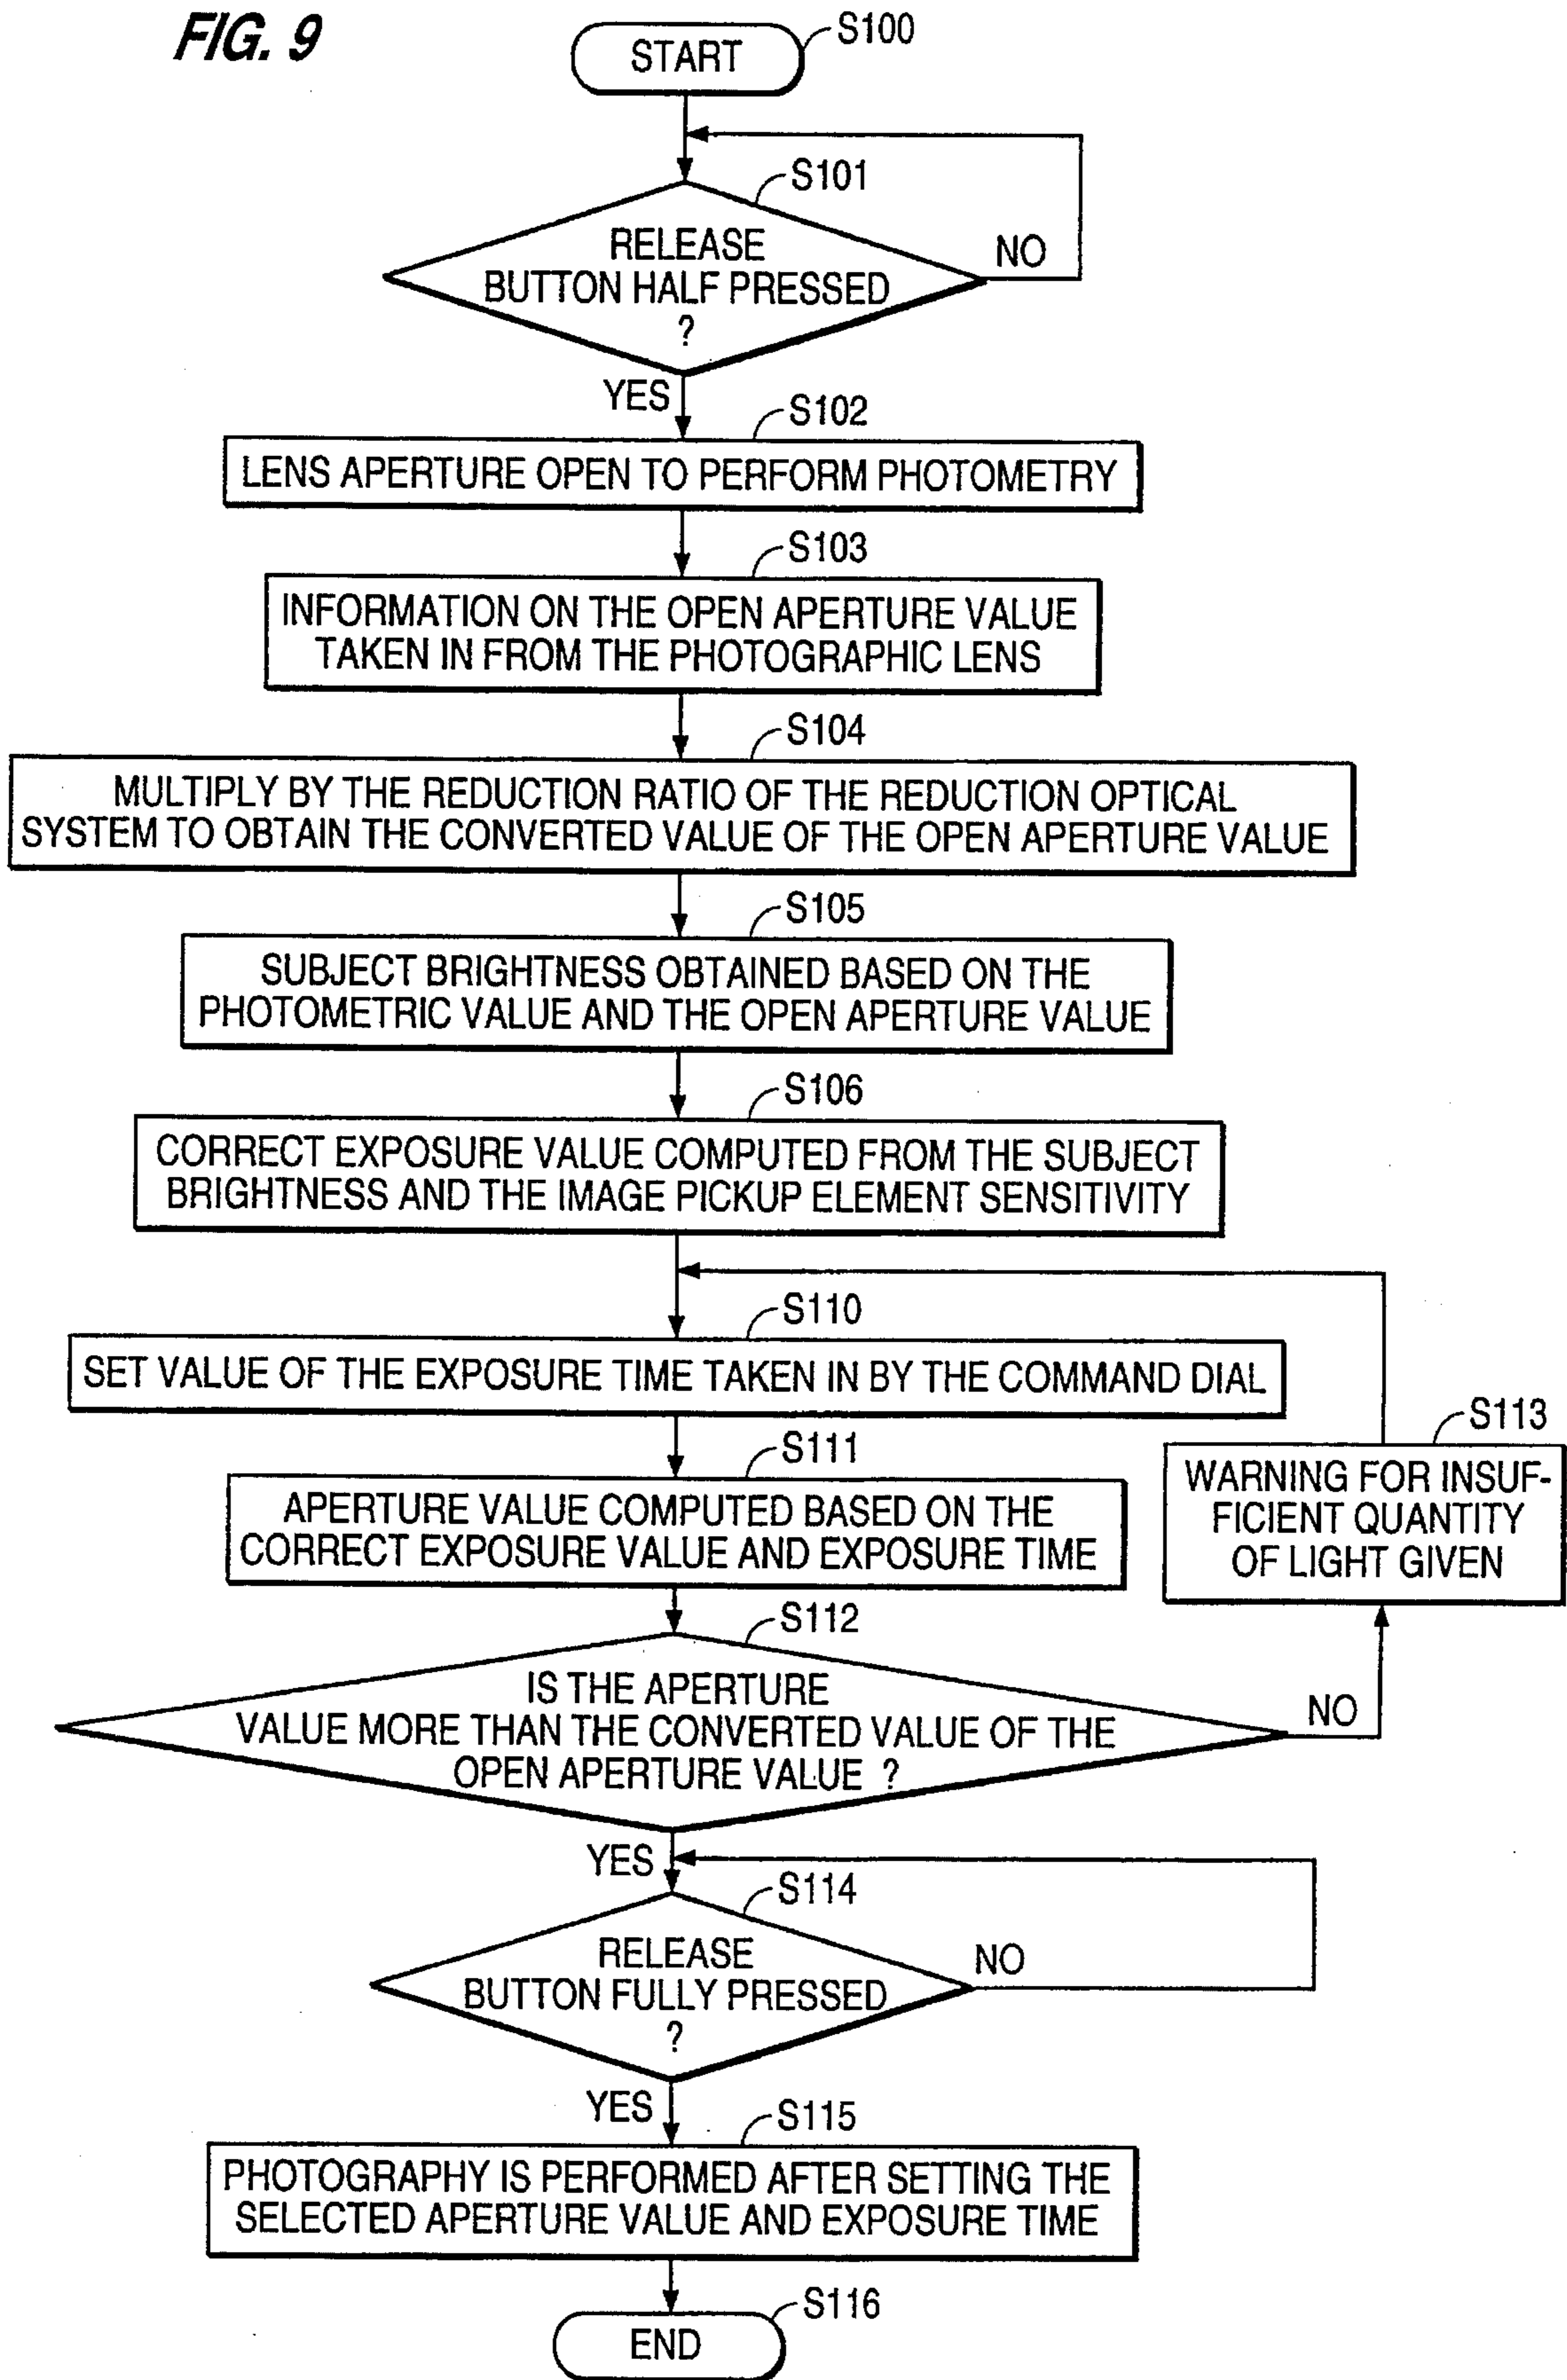 FIG. 9
START
S100
S101
RELEASE
BUTTON HALF PRESSED
?
NO
YES
S102
LENS APERTURE OPEN TO PERFORM PHOTOMETRY
S103
INFORMATION ON THE OPEN APERTURE VALUE
TAKEN IN FROM THE PHOTOGRAPHIC LENS
S104
MULTIPLY BY THE REDUCTION RATIO OF THE REDUCTION OPTICAL
SYSTEM TO OBTAIN THE CONVERTED VALUE OF THE OPEN APERTURE VALUE
S105
SUBJECT BRIGHTNESS OBTAINED BASED ON THE
PHOTOMETRIC VALUE AND THE OPEN APERTURE VALUE
S106
CORRECT EXPOSURE VALUE COMPUTED FROM THE SUBJECT
BRIGHTNESS AND THE IMAGE PICKUP ELEMENT SENSITIVITY
S110
SET VALUE OF THE EXPOSURE TIME TAKEN IN BY THE COMMAND DIAL
S111
APERTURE VALUE COMPUTED BASED ON THE
CORRECT EXPOSURE VALUE AND EXPOSURE TIME
S113
WARNING FOR INSUF-
FICIENT QUANTITY
OF LIGHT GIVEN
S112
IS THE APERTURE
VALUE MORE THAN THE CONVERTED VALUE OF THE
OPEN APERTURE VALUE ?
NO
YES
S114
RELEASE
BUTTON FULLY PRESSED
?
NO
YES
S115
PHOTOGRAPHY IS PERFORMED AFTER SETTING THE
SELECTED APERTURE VALUE AND EXPOSURE TIME
S116
END